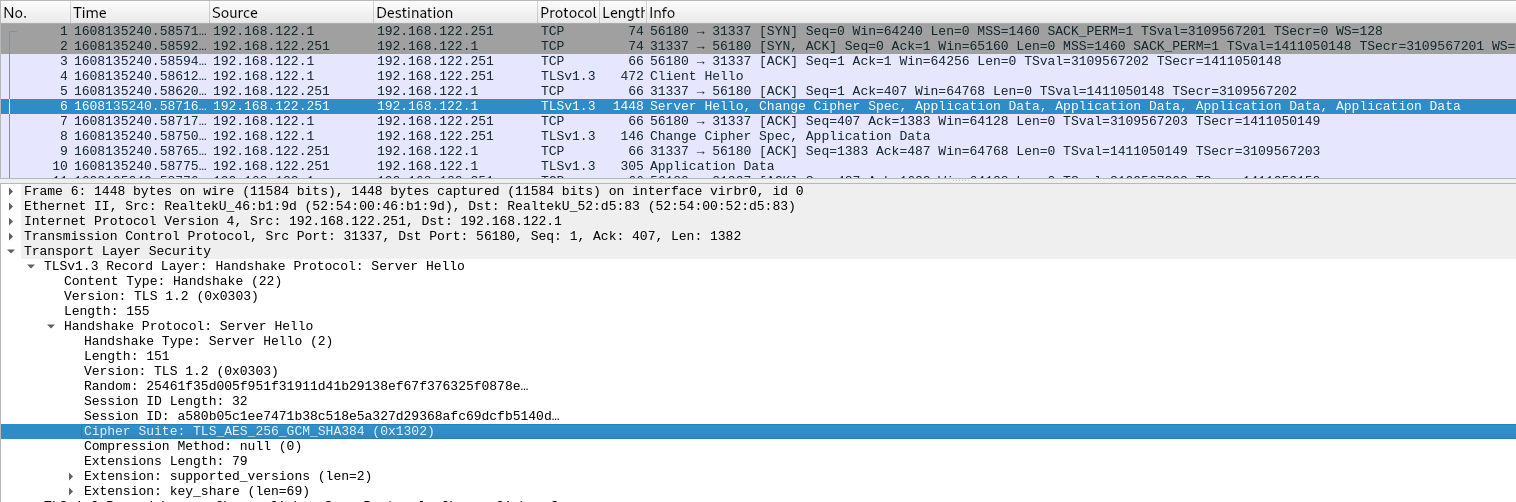 No. Time Source Destination Protocol Lengtl Info
1 1608135240.58571… 192.168.122.1 192.168.122.251 TCP 74 56180 → 31337 [SYN] Seq=0 Win=64240 Len=0 MSS=1460 SACK_PERM=1 TSval=3109567201 TSecr=0 WS=128
2 1608135240.58592… 192.168.122.251 192.168.122.1 TCP 74 31337 → 56180 [SYN, ACK] Seq=0 Ack=1 Win=65160 Len=0 MSS=1460 SACK_PERM=1 TSval=1411050148 TSecr=3109567201 WS=
3 1608135240.58594… 192.168.122.1 192.168.122.251 TCP 66 56180 → 31337 [ACK] Seq=1 Ack=1 Win=64256 Len=0 TSval=3109567202 TSecr=1411050148
4 1608135240.58612… 192.168.122.1 192.168.122.251 TLSv1.3 472 Client Hello
5 1608135240.58620… 192.168.122.251 192.168.122.1 TCP 66 31337 → 56180 [ACK] Seq=1 Ack=407 Win=64768 Len=0 TSval=1411050148 TSecr=3109567202
6 1608135240.58716… 192.168.122.251 192.168.122.1 TLSv1.3 1448 Server Hello, Change Cipher Spec, Application Data, Application Data, Application Data, Application Data
7 1608135240.58717… 192.168.122.1 192.168.122.251 TCP 66 56180 → 31337 [ACK] Seq=407 Ack=1383 Win=64128 Len=0 TSval=3109567203 TSecr=1411050149
8 1608135240.58750… 192.168.122.1 192.168.122.251 TLSv1.3 146 Change Cipher Spec, Application Data
9 1608135240.58765… 192.168.122.251 192.168.122.1 TCP 66 31337 → 56180 [ACK] Seq=1383 Ack=487 Win=64768 Len=0 TSval=1411050149 TSecr=3109567203
10 1608135240.58775… 192.168.122.251 192.168.122.1 TLSv1.3 305 Application Data
Frame 6: 1448 bytes on wire (11584 bits), 1448 bytes captured (11584 bits) on interface virbr0, id 0
Ethernet II, Src: RealtekU_46:b1:9d (52:54:00:46:b1:9d), Dst: RealtekU_52:d5:83 (52:54:00:52:d5:83)
Internet Protocol Version 4, Src: 192.168.122.251, Dst: 192.168.122.1
Transmission Control Protocol, Src Port: 31337, Dst Port: 56180, Seq: 1, Ack: 407, Len: 1382
Transport Layer Security
TLSv1.3 Record Layer: Handshake Protocol: Server Hello
Content Type: Handshake (22)
Version: TLS 1.2 (0x0303)
Length: 155
Handshake Protocol: Server Hello
Handshake Type: Server Hello (2)
Length: 151
Version: TLS 1.2 (0x0303)
Random: 25461f35d005f951f31911d41b29138ef67f376325f0878e…
Session ID Length: 32
Session ID: a580b05c1ee7471b38c518e5a327d29368afc69dcfb5140d…
Cipher Suite: TLS_AES_256_GCM_SHA384 (0x1302)
Compression Method: null (0)
Extensions Length: 79
Extension: supported_versions (len=2)
Extension: key_share (len=69)